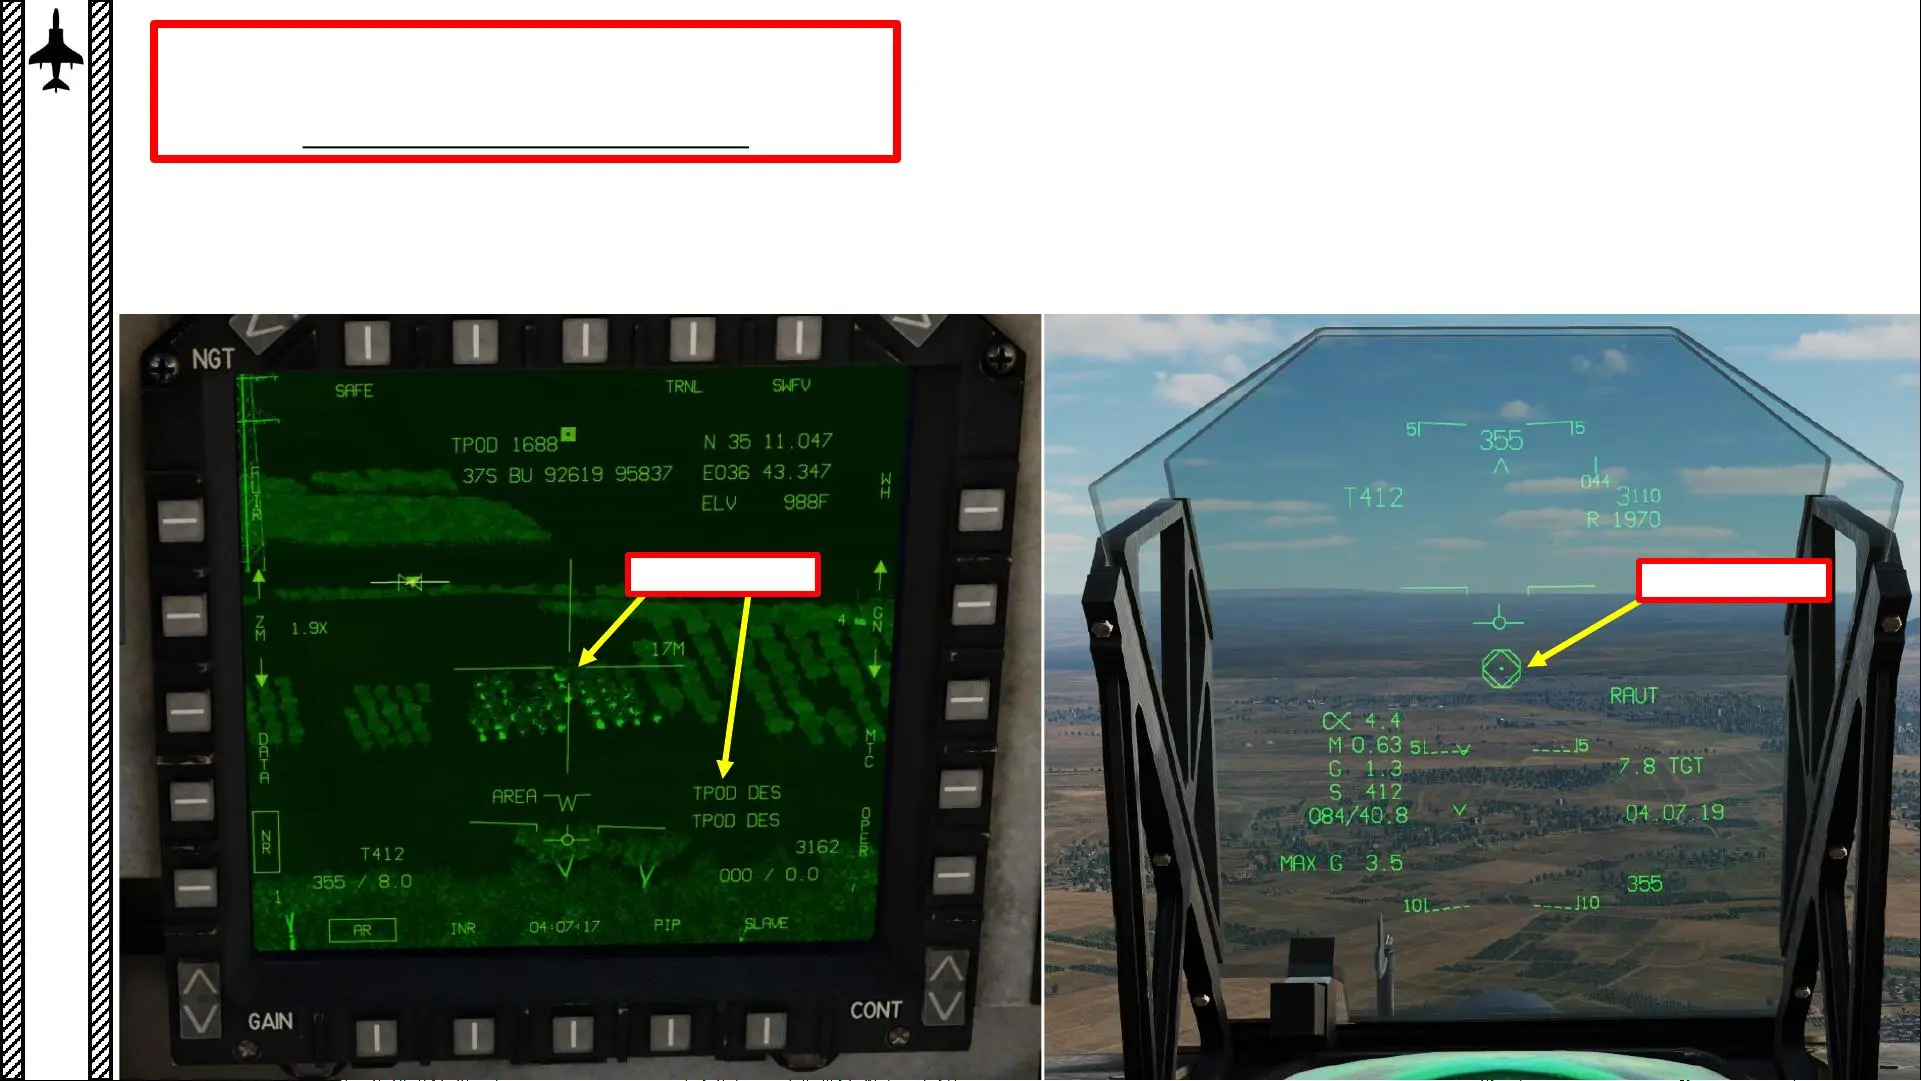 NGT
SAFE
TRNL
SWFV
TPOD 1688
N 35 11.047
37S BU 92619 95837
E036 43.347
ELV 988F
FLIR
WH
ZM
1.9X
4
GN
17M
DATA
MTC
AREA
W
TPOD DES
TPOD DES
OPER
NR
T412
3162
355 / 8.0
000 / 0.0
1
AR
INR
04:07:17
PIP
SLAVE
GAIN
CONT
5
355
5
044
T412
3110
R 1970
RAUT
α 4.4
M 0.63
5
5
G 1.3
7.8 TGT
S 412
084/40.8
04.07.19
MAX G 3.5
355
10
10